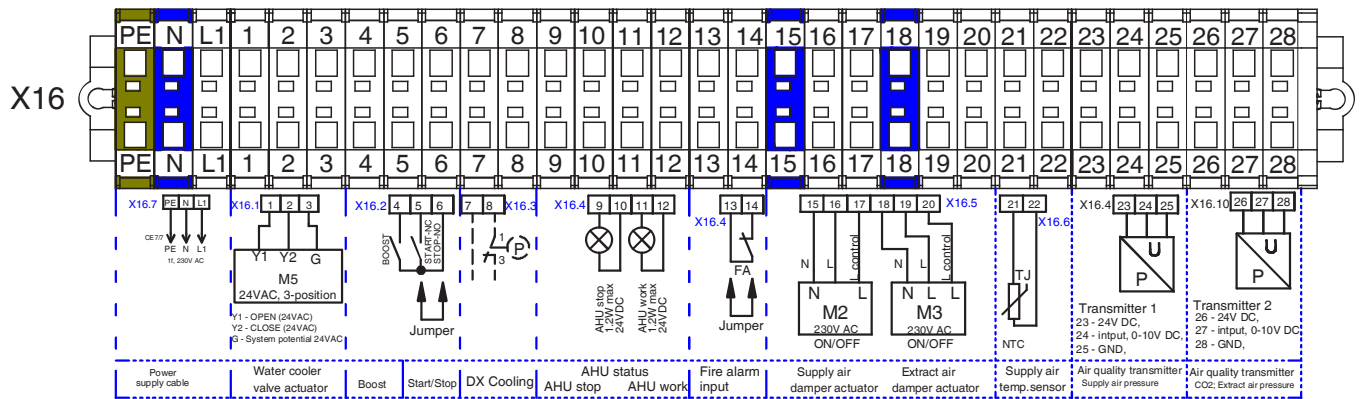 PE N L1 1 2 3 4 5 6 7 8 9 10 11 12 13 14 15 16 17 18 19 20 21 22 23 24 25 26 27 28
X16
PE N L1 1 2 3 4 5 6 7 8 9 10 11 12 13 14 15 16 17 18 19 20 21 22 23 24 25 26 27 28
X16.7 PE N L1
CE7/7
PE N L1
1f, 230V AC
X16.1 1 2 3
Y1 Y2 G
M5
24VAC, 3-position
Y1 - OPEN (24VAC)
Y2 - CLOSE (24VAC)
G - System potential 24VAC
X16.2 4 5 6
BOOST
START-NC
STOP-NO
Jumper
7 8 X16.3
1
3
P
X16.4 9 10 11 12
AHU stop
1.2W max
24VDC
AHU work
1.2W max
24VDC
13 14
X16.4
FA
Jumper
15 16 17 18 19 20 X16.5
N L L control
N L L control
N L
M2
230V AC
ON/OFF
N L L
M3
230V AC
ON/OFF
21 22
X16.6
TJ
NTC
X16.4 23 24 25
U
P
Transmitter 1
23 - 24V DC,
24 - intput, 0-10V DC,
25 - GND,
X16.10 26 27 28
U
P
Transmitter 2
26 - 24V DC,
27 - intput, 0-10V DC
28 - GND,
Power
supply cable
Water cooler
valve actuator
Boost
Start/Stop
DX Cooling
AHU status
AHU stop AHU work
Fire alarm
input
Supply air
damper actuator
Extract air
damper actuator
Supply air
temp.sensor
Air quality transmitter
Supply air pressure
Air quality transmitter
CO2; Extract air pressure